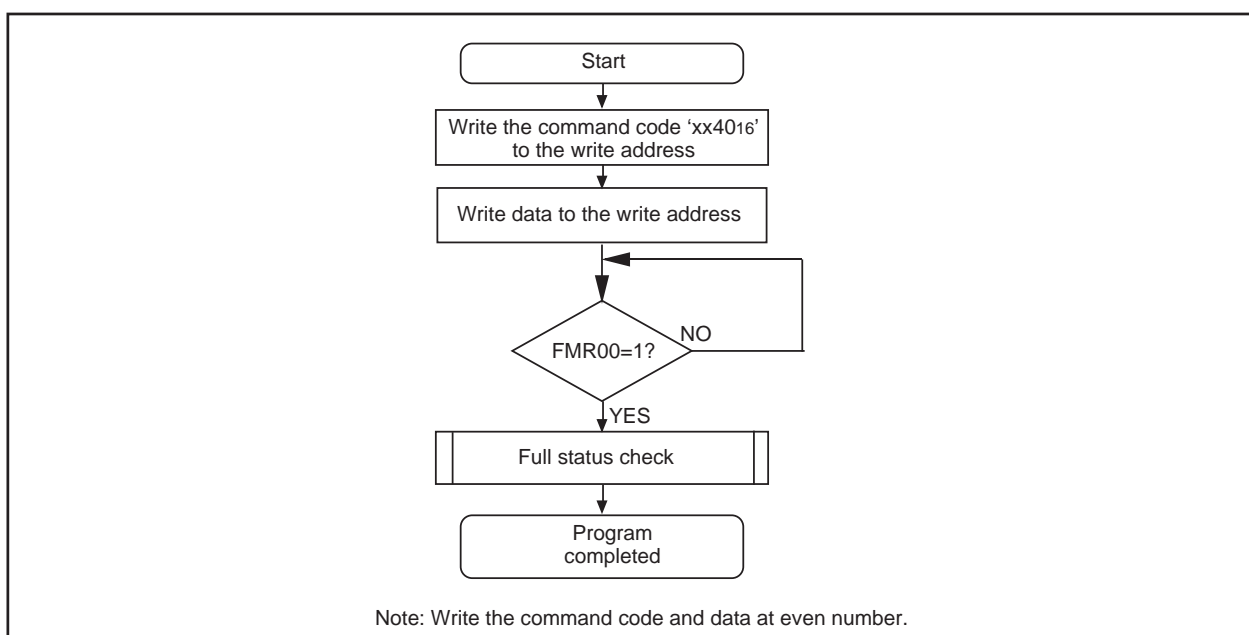 Start
Write the command code ‘xx4016’
to the write address
Write data to the write address
FMR00=1?
NO
YES
Full status check
Program
completed
Note: Write the command code and data at even number.